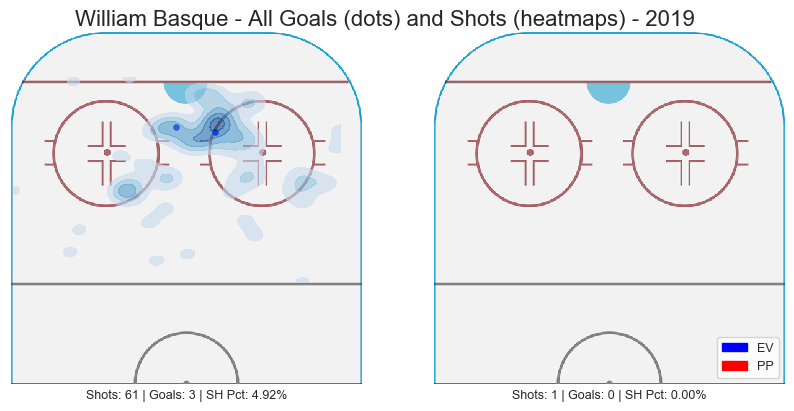 William Basque - All Goals (dots) and Shots (heatmaps) - 2019
EV
PP
Shots: 61 | Goals: 3 | SH Pct: 4.92%
Shots: 1 | Goals: 0 | SH Pct: 0.00%